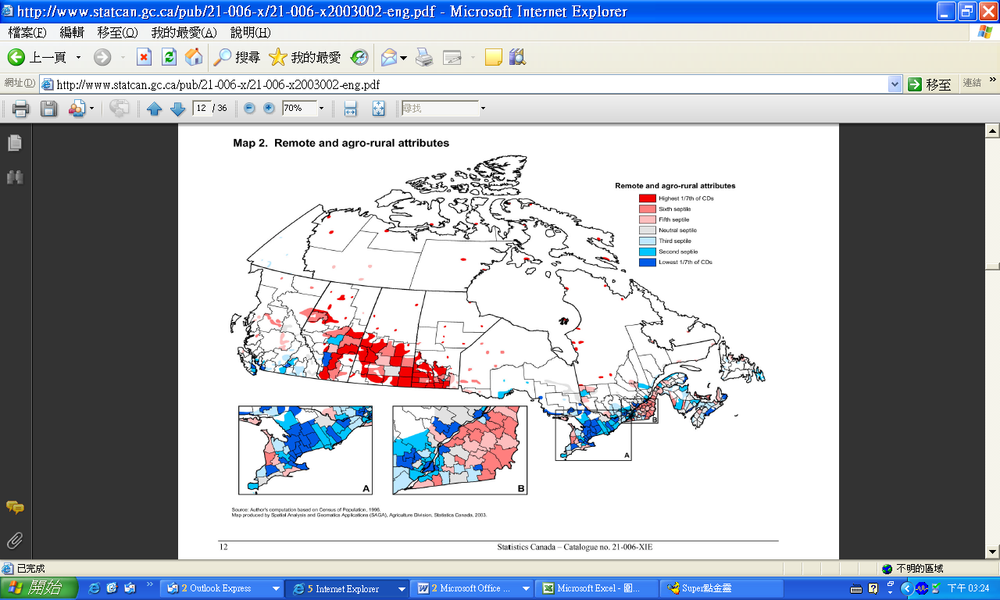 http://www.statcan.gc.ca/pub/21-006-x/21-006-x2003002-eng.pdf - Microsoft Internet Explorer
檔案(F) 編輯 移至(O) 我的最愛(A) 說明(H)
上一頁 搜尋 我的最愛
網址(D) http://www.statcan.gc.ca/pub/21-006-x/21-006-x2003002-eng.pdf 移至 連結 »
12 / 36 70% 尋找
Map 2. Remote and agro-rural attributes
Remote and agro-rural attributes
Highest 1/7th of CDs
Sixth septile
Fifth septile
Neutral septile
Third septile
Second septile
Lowest 1/7th of CDs
B
A
A
B
Source: Author's computation based on Census of Population, 1996.
Map produced by Spatial Analysis and Geomatics Applications (SAGA), Agriculture Division, Statistics Canada, 2003.
12 Statistics Canada – Catalogue no. 21-006-XIE
已完成 不明的區域
開始 » 2 Outlook Express 5 Internet Explorer 2 Microsoft Office ... Microsoft Excel - 圖... Super點金靈 下午 03:24